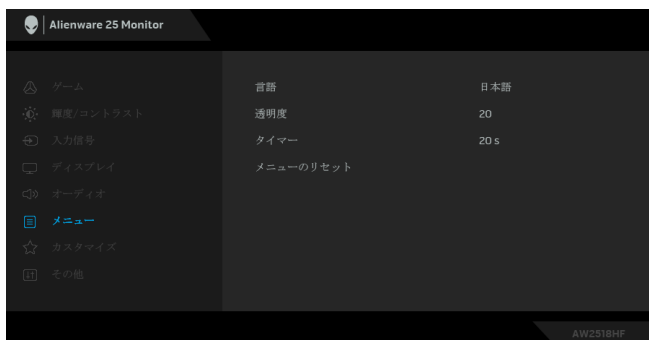 Alienware 25 Monitor
ゲーム
輝度/コントラスト
入力信号
ディスプレイ
オーディオ
メニュー
カスタマイズ
その他
言語 日本語
透明度 20
タイマー 20 s
メニューのリセット
AW2518HF